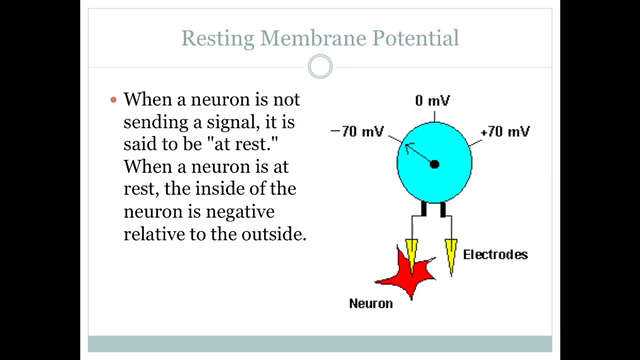 Resting Membrane Potential
• When a neuron is not
sending a signal, it is
said to be "at rest."
When a neuron is at
rest, the inside of the
neuron is negative
relative to the outside.
0 mV
−70 mV
+70 mV
Electrodes
Neuron